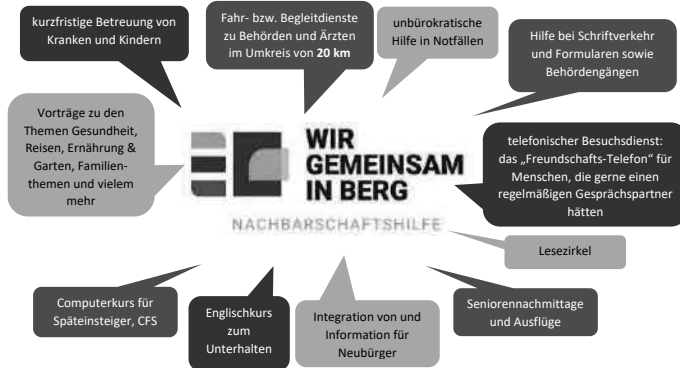 kurzfristige Betreuung von
Kranken und Kindern
Fahr- bzw. Begleitdienste
zu Behörden und Ärzten
im Umkreis von 20 km
unbürokratische
Hilfe in Notfällen
Hilfe bei Schriftverkehr
und Formularen sowie
Behördengängen
Vorträge zu den
Themen Gesundheit,
Reisen, Ernährung &
Garten, Familien-
themen und vielem
mehr
WIR
GEMEINSAM
IN BERG
NACHBARSCHAFTSHILFE
telefonischer Besuchsdienst:
das „Freundschafts-Telefon“ für
Menschen, die gerne einen
regelmäßigen Gesprächspartner
hätten
Lesezirkel
Computerkurs für
Späteinsteiger, CFS
Englischkurs
zum
Unterhalten
Integration von und
Information für
Neubürger
Seniorennachmittage
und Ausflüge